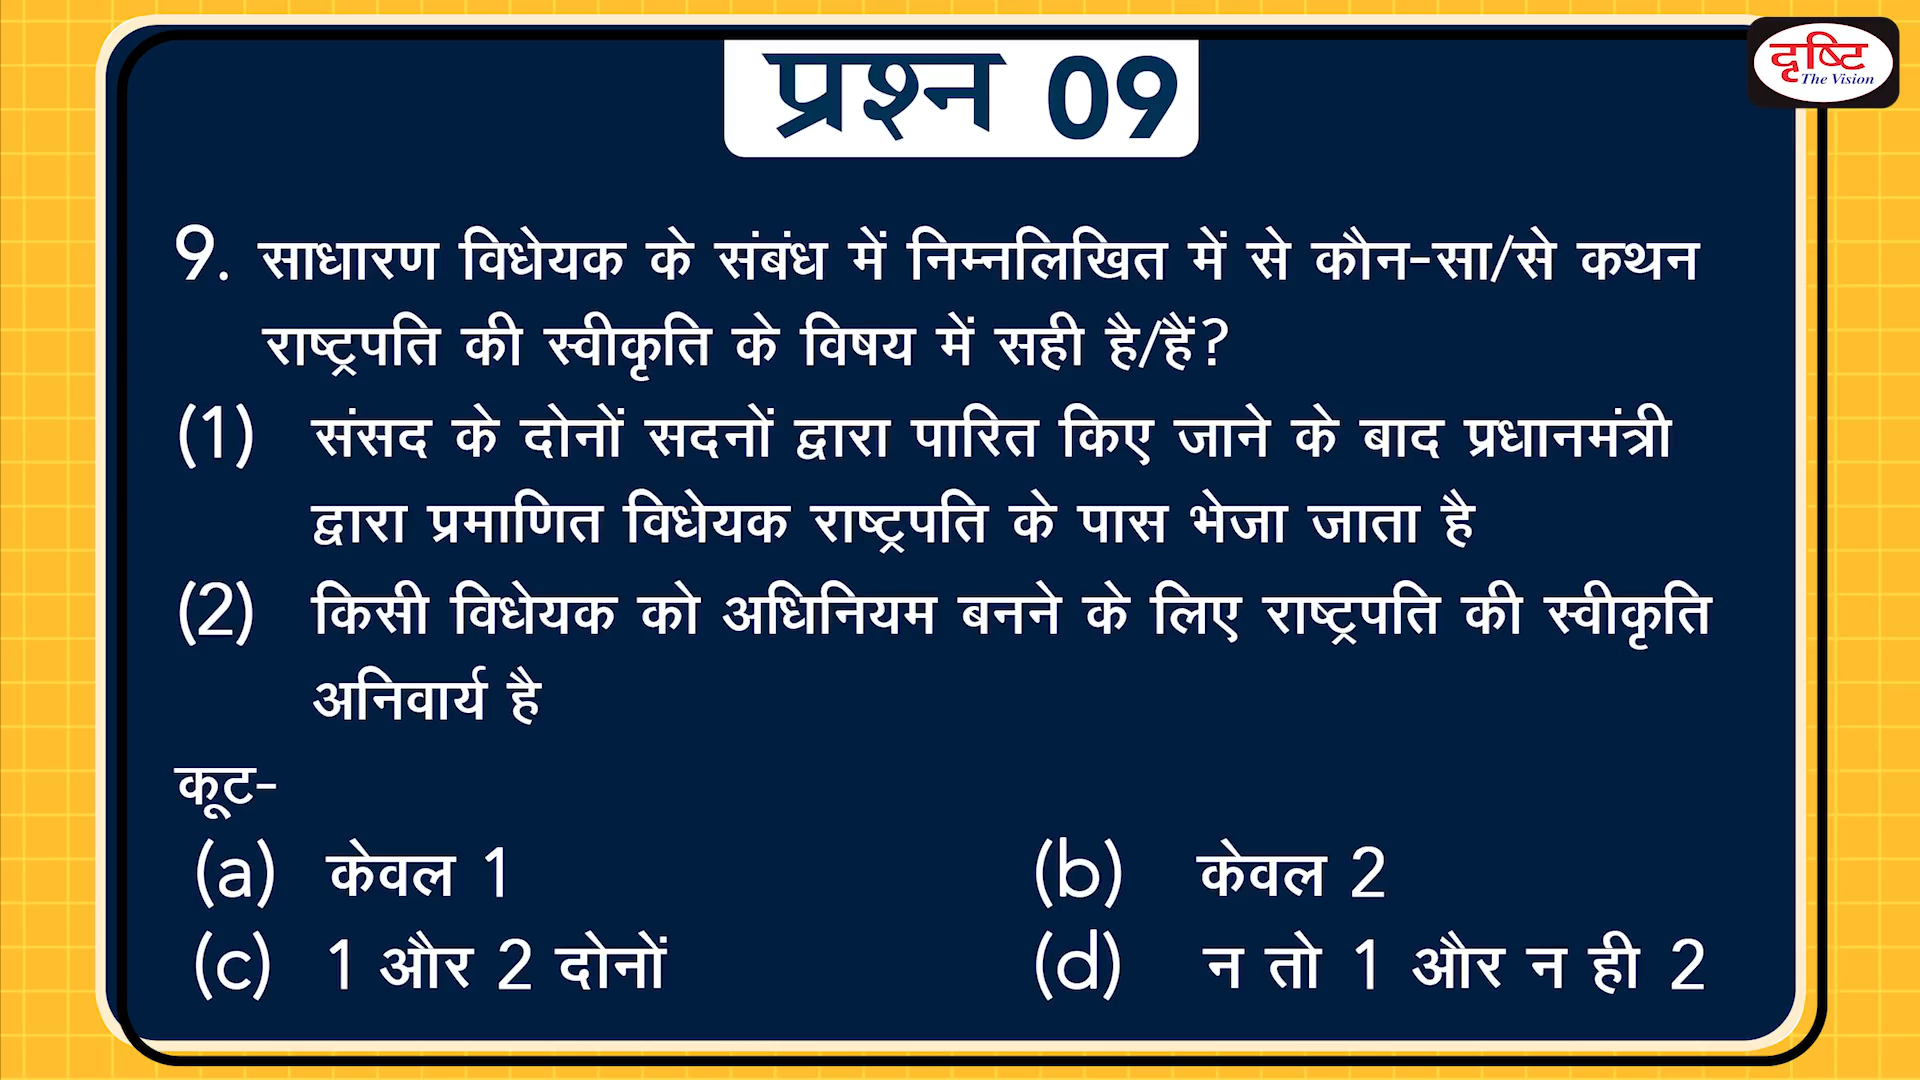 दृष्टि
The Vision
प्रश्न 09
9. साधारण विधेयक के संबंध में निम्नलिखित में से कौन-सा/से कथन
राष्ट्रपति की स्वीकृति के विषय में सही है/हैं?
(1) संसद के दोनों सदनों द्वारा पारित किए जाने के बाद प्रधानमंत्री
द्वारा प्रमाणित विधेयक राष्ट्रपति के पास भेजा जाता है
(2) किसी विधेयक को अधिनियम बनने के लिए राष्ट्रपति की स्वीकृति
अनिवार्य है
कूट-
(a) केवल 1 (b) केवल 2
(c) 1 और 2 दोनों (d) न तो 1 और न ही 2